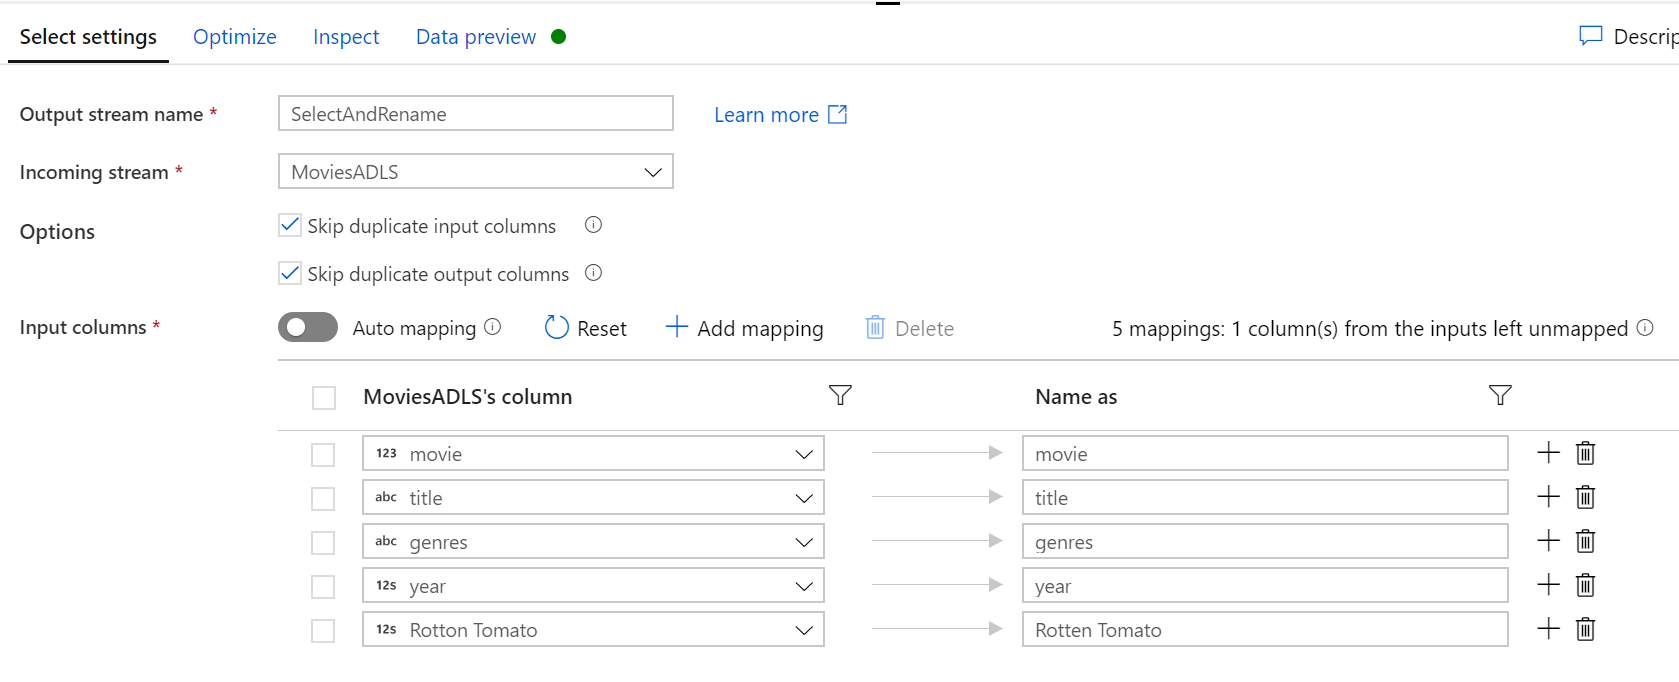 Select settings Optimize Inspect Data preview Descrip
Output stream name * SelectAndRename Learn more
Incoming stream * MoviesADLS
Options Skip duplicate input columns
Skip duplicate output columns
Input columns * Auto mapping Reset Add mapping Delete 5 mappings: 1 column(s) from the inputs left unmapped
MoviesADLS's column Name as
123 movie movie
abc title title
abc genres genres
12s year year
12s Rotton Tomato Rotten Tomato